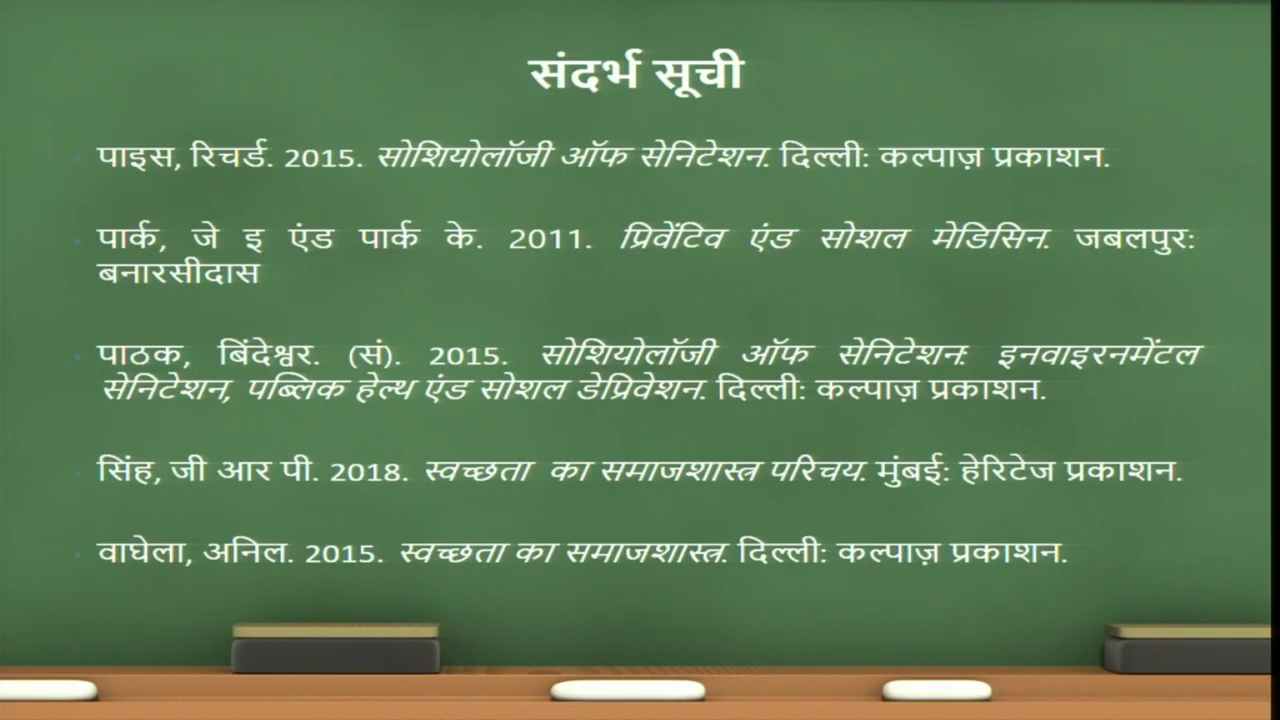 संदर्भ सूची
पाइस, रिचर्ड. 2015. सोशियोलॉजी ऑफ सेनिटेशन. दिल्ली: कल्पाज़ प्रकाशन.
पार्क, जे इ एंड पार्क के. 2011. प्रिवेंटिव एंड सोशल मेडिसिन. जबलपुर:
बनारसीदास
पाठक, बिंदेश्वर. (सं). 2015. सोशियोलॉजी ऑफ सेनिटेशन: इनवाइरनमेंटल
सेनिटेशन, पब्लिक हेल्थ एंड सोशल डेप्रिवेशन. दिल्ली: कल्पाज़ प्रकाशन.
सिंह, जी आर पी. 2018. स्वच्छता का समाजशास्त्र परिचय. मुंबई: हेरिटेज प्रकाशन.
वाघेला, अनिल. 2015. स्वच्छता का समाजशास्त्र. दिल्ली: कल्पाज़ प्रकाशन.